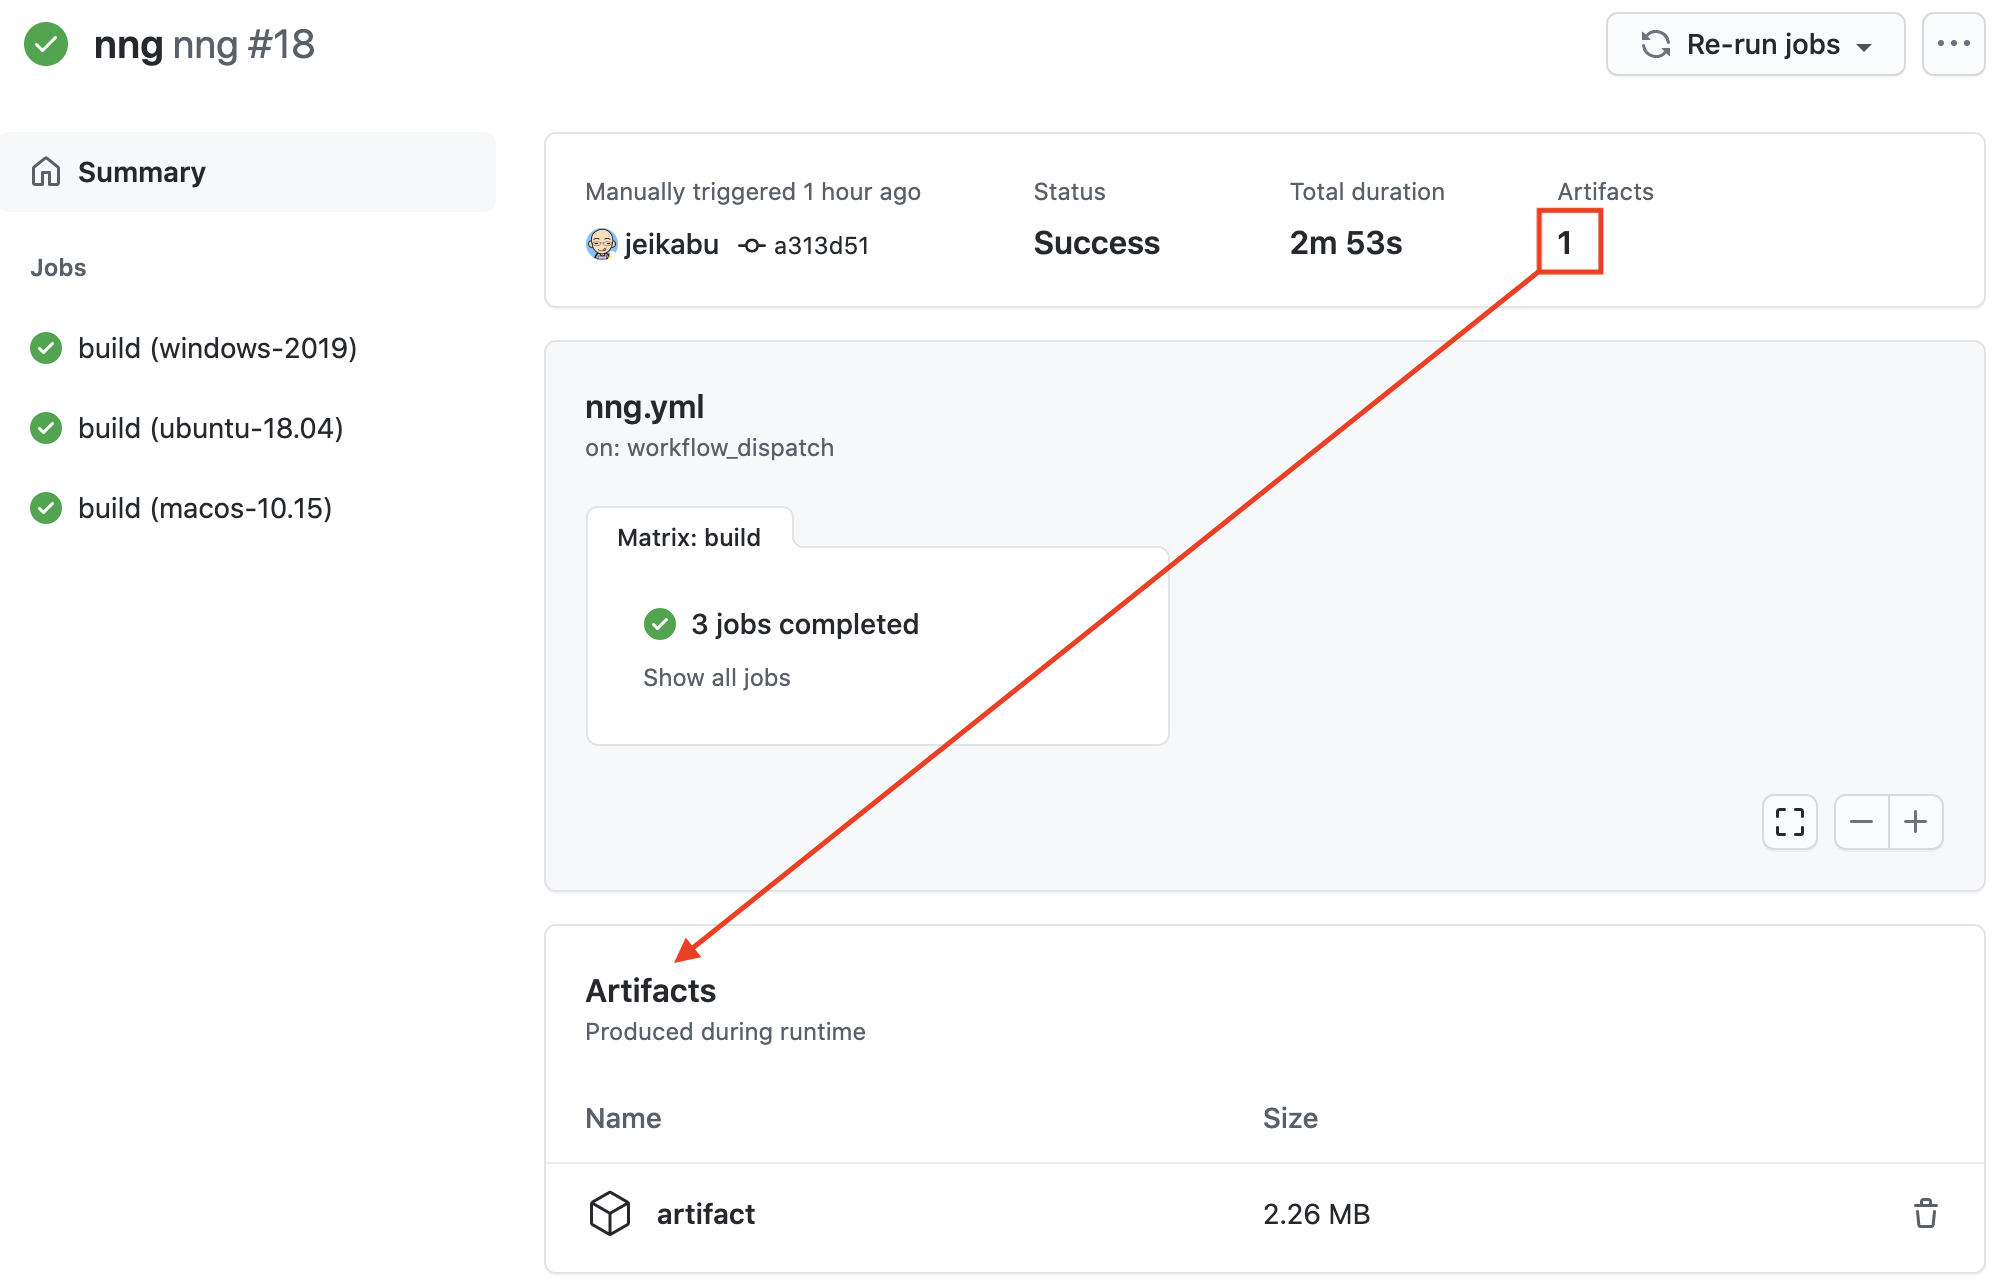 nng nng #18
Re-run jobs
Summary
Jobs
build (windows-2019)
build (ubuntu-18.04)
build (macos-10.15)
Manually triggered 1 hour ago
jeikabu a313d51
Status
Success
Total duration
2m 53s
Artifacts
1
nng.yml
on: workflow_dispatch
Matrix: build
3 jobs completed
Show all jobs
Artifacts
Produced during runtime
Name Size
artifact 2.26 MB